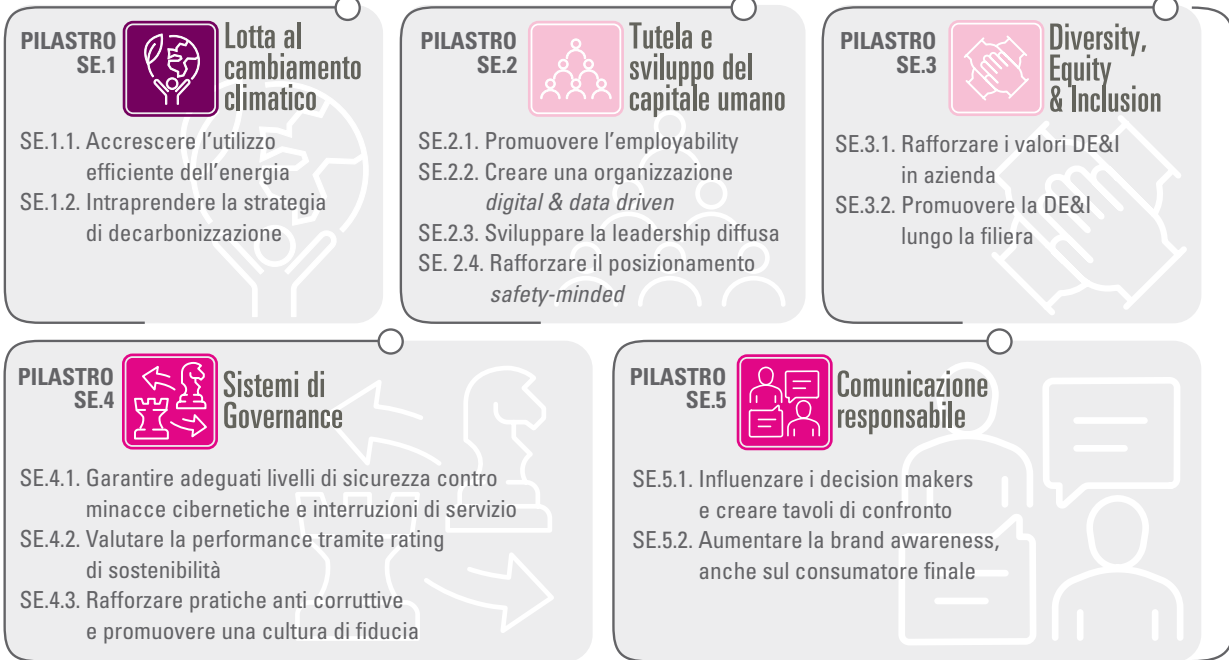 PILASTRO
SE.1
Lotta al
cambiamento
climatico
SE.1.1. Accrescere l'utilizzo
efficiente dell'energia
SE.1.2. Intraprendere la strategia
di decarbonizzazione
PILASTRO
SE.2
Tutela e
sviluppo del
capitale umano
SE.2.1. Promuovere l'employability
SE.2.2. Creare una organizzazione
digital & data driven
SE.2.3. Sviluppare la leadership diffusa
SE. 2.4. Rafforzare il posizionamento
safety-minded
PILASTRO
SE.3
Diversity,
Equity
& Inclusion
SE.3.1. Rafforzare i valori DE&I
in azienda
SE.3.2. Promuovere la DE&I
lungo la filiera
PILASTRO
SE.4
Sistemi di
Governance
SE.4.1. Garantire adeguati livelli di sicurezza contro
minacce cibernetiche e interruzioni di servizio
SE.4.2. Valutare la performance tramite rating
di sostenibilità
SE.4.3. Rafforzare pratiche anti corruttive
e promuovere una cultura di fiducia
PILASTRO
SE.5
Comunicazione
responsabile
SE.5.1. Influenzare i decision makers
e creare tavoli di confronto
SE.5.2. Aumentare la brand awareness,
anche sul consumatore finale